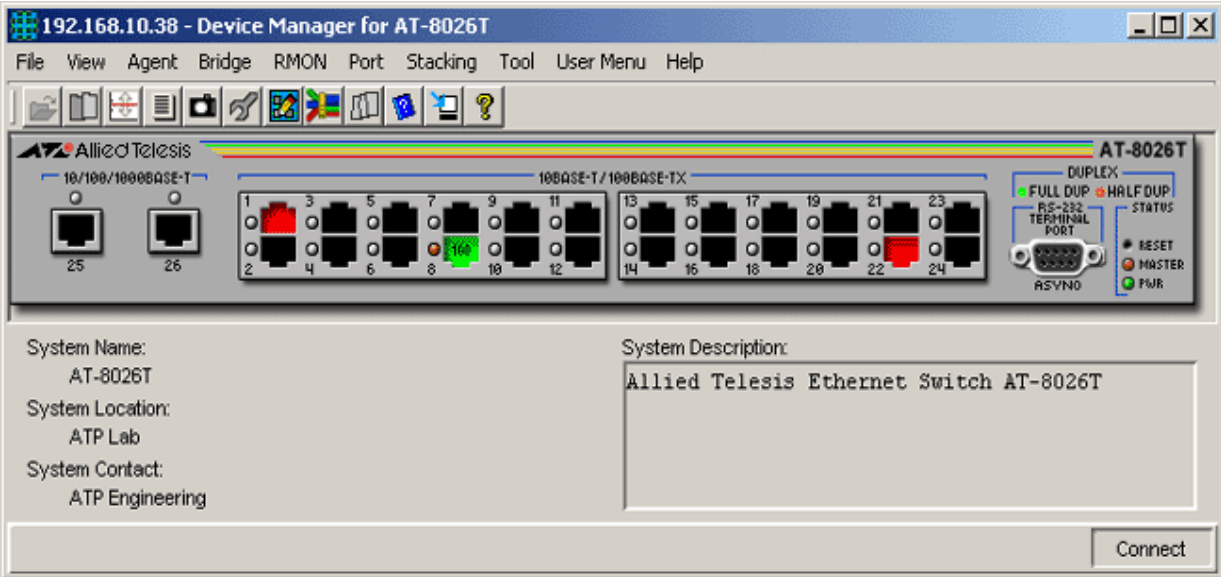 192.168.10.38 - Device Manager for AT-8026T
File View Agent Bridge RMON Port Stacking Tool User Menu Help
Allied Telesis AT-8026T
10/100/1000BASE-T 10BASE-T/100BASE-TX DUPLEX
FULL DUP HALF DUP
1 3 5 7 9 11 13 15 17 19 21 23
RS-232 TERMINAL PORT STATUS
160
RESET
25 26
2 4 6 8 10 12 14 16 18 20 22 24
MASTER
ASYNO PWR
System Name:
AT-8026T
System Location:
ATP Lab
System Contact:
ATP Engineering
System Description:
Allied Telesis Ethernet Switch AT-8026T
Connect